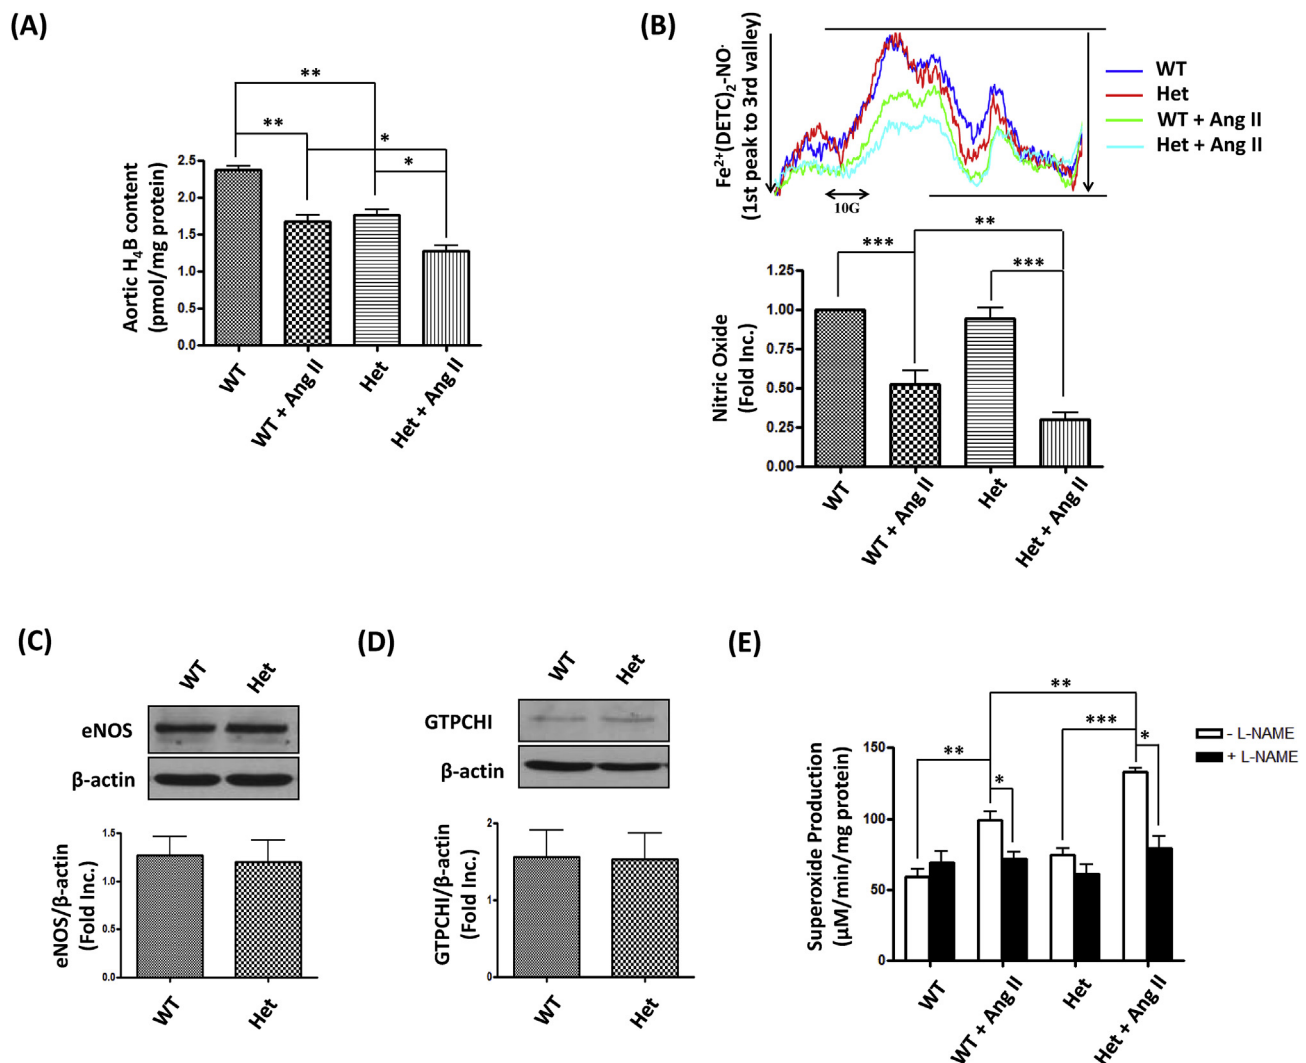 (A)
**
**
*
*
Aortic H₄B content
(pmol/mg protein)
2.5
2.0
1.5
1.0
0.5
0.0
WT
WT + Ang II
Het
Het + Ang II
(B)
Fe²⁺(DETC)₂-NO·
(1st peak to 3rd valley)
10G
WT
Het
WT + Ang II
Het + Ang II
**
***
***
Nitric Oxide
(Fold Inc.)
1.25
1.00
0.75
0.50
0.25
0.00
WT
WT + Ang II
Het
Het + Ang II
(C)
WT
Het
eNOS
β-actin
eNOS/β-actin
(Fold Inc.)
1.5
1.0
0.5
0.0
WT
Het
(D)
WT
Het
GTPCHI
β-actin
GTPCHI/β-actin
(Fold Inc.)
2
1
0
WT
Het
(E)
**
***
**
*
*
- L-NAME
+ L-NAME
Superoxide Production
(μM/min/mg protein)
150
100
50
0
WT
WT + Ang II
Het
Het + Ang II